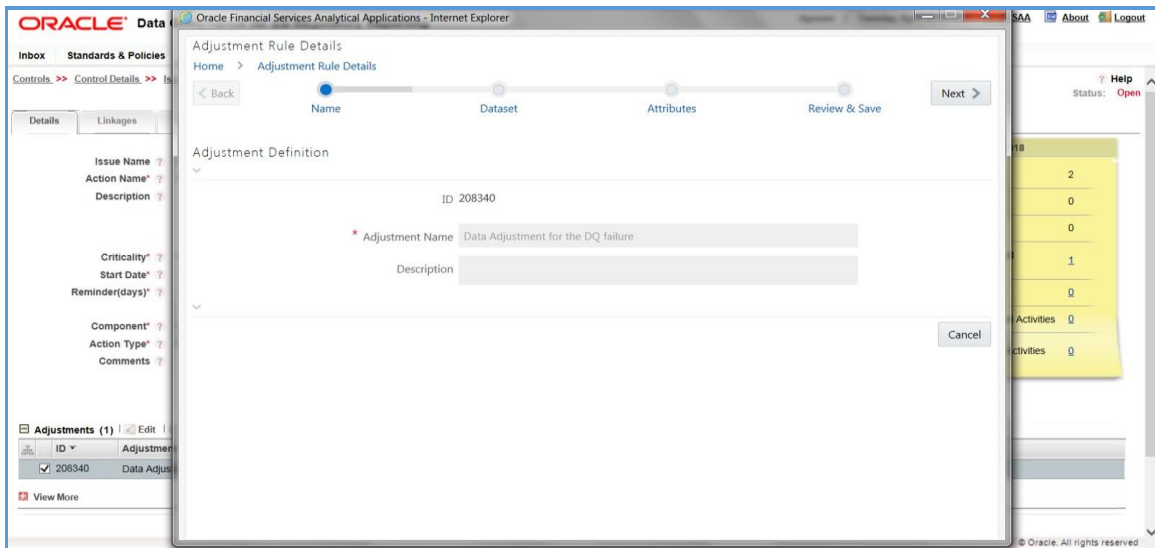 ORACLE® Data
Oracle Financial Services Analytical Applications - Internet Explorer
SAA About Logout
Inbox Standards & Policies
Controls >> Control Details >>
? Help
Status: Open
Details Linkages
Adjustment Rule Details
Home > Adjustment Rule Details
< Back
Name
Dataset
Attributes
Review & Save
Next >
Adjustment Definition
ID 208340
* Adjustment Name Data Adjustment for the DQ failure
Description
Cancel
Issue Name ?
Action Name* ?
Description ?
Criticality* ?
Start Date* ?
Reminder(days)* ?
Component* ?
Action Type* ?
Comments ?
18
2
0
0
1
0
Activities 0
ctivities 0
Adjustments (1) Edit
ID Adjustmen
208340 Data Adjus
View More
© Oracle. All rights reserved